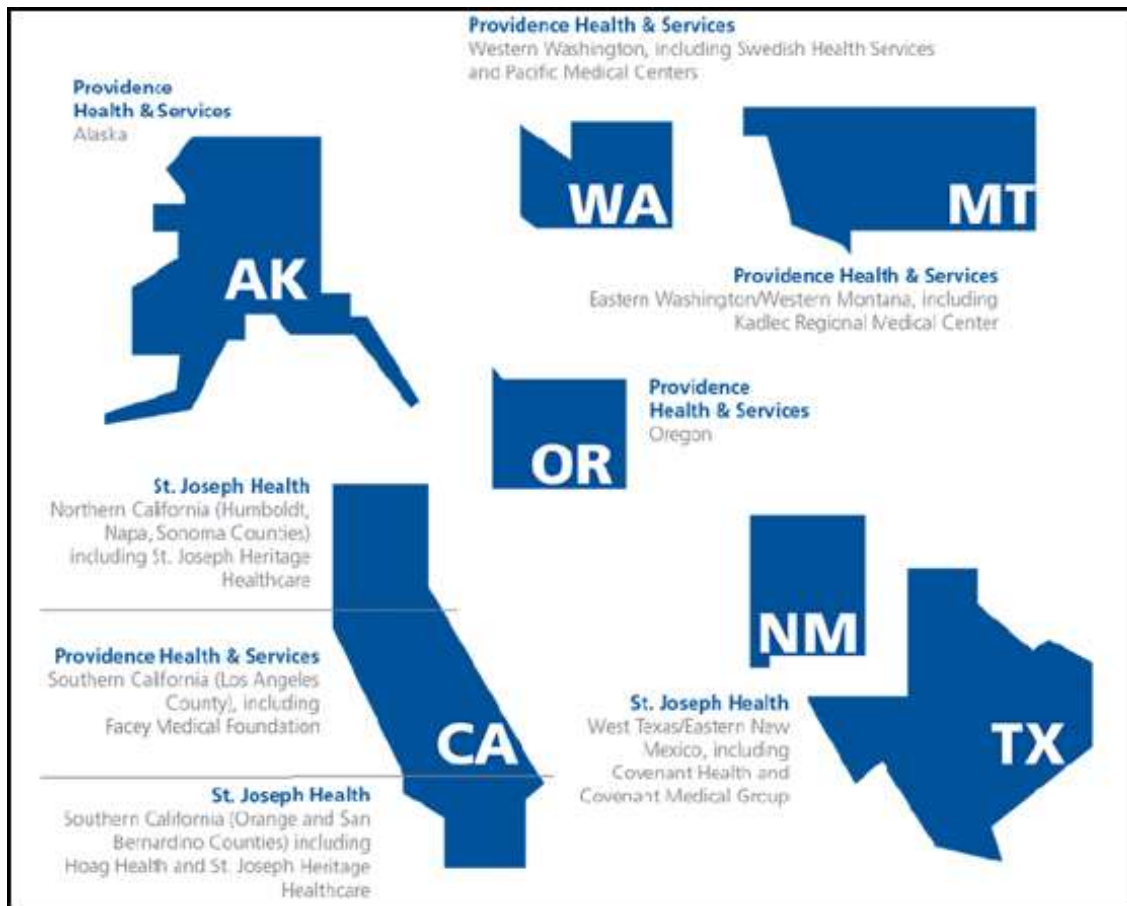 Providence Health & Services
Western Washington, including Swedish Health Services
and Pacific Medical Centers
Providence
Health & Services
Alaska
WA
MT
AK
Providence Health & Services
Eastern Washington/Western Montana, including
Kadlec Regional Medical Center
Providence
Health & Services
Oregon
OR
St. Joseph Health
Northern California (Humboldt,
Napa, Sonoma Counties)
including St. Joseph Heritage
Healthcare
Providence Health & Services
Southern California (Los Angeles
County), including
Facey Medical Foundation
CA
St. Joseph Health
Southern California (Orange and San
Bernardino Counties) including
Hoag Health and St. Joseph Heritage
Healthcare
NM
St. Joseph Health
West Texas/Eastern New
Mexico, including
Covenant Health and
Covenant Medical Group
TX